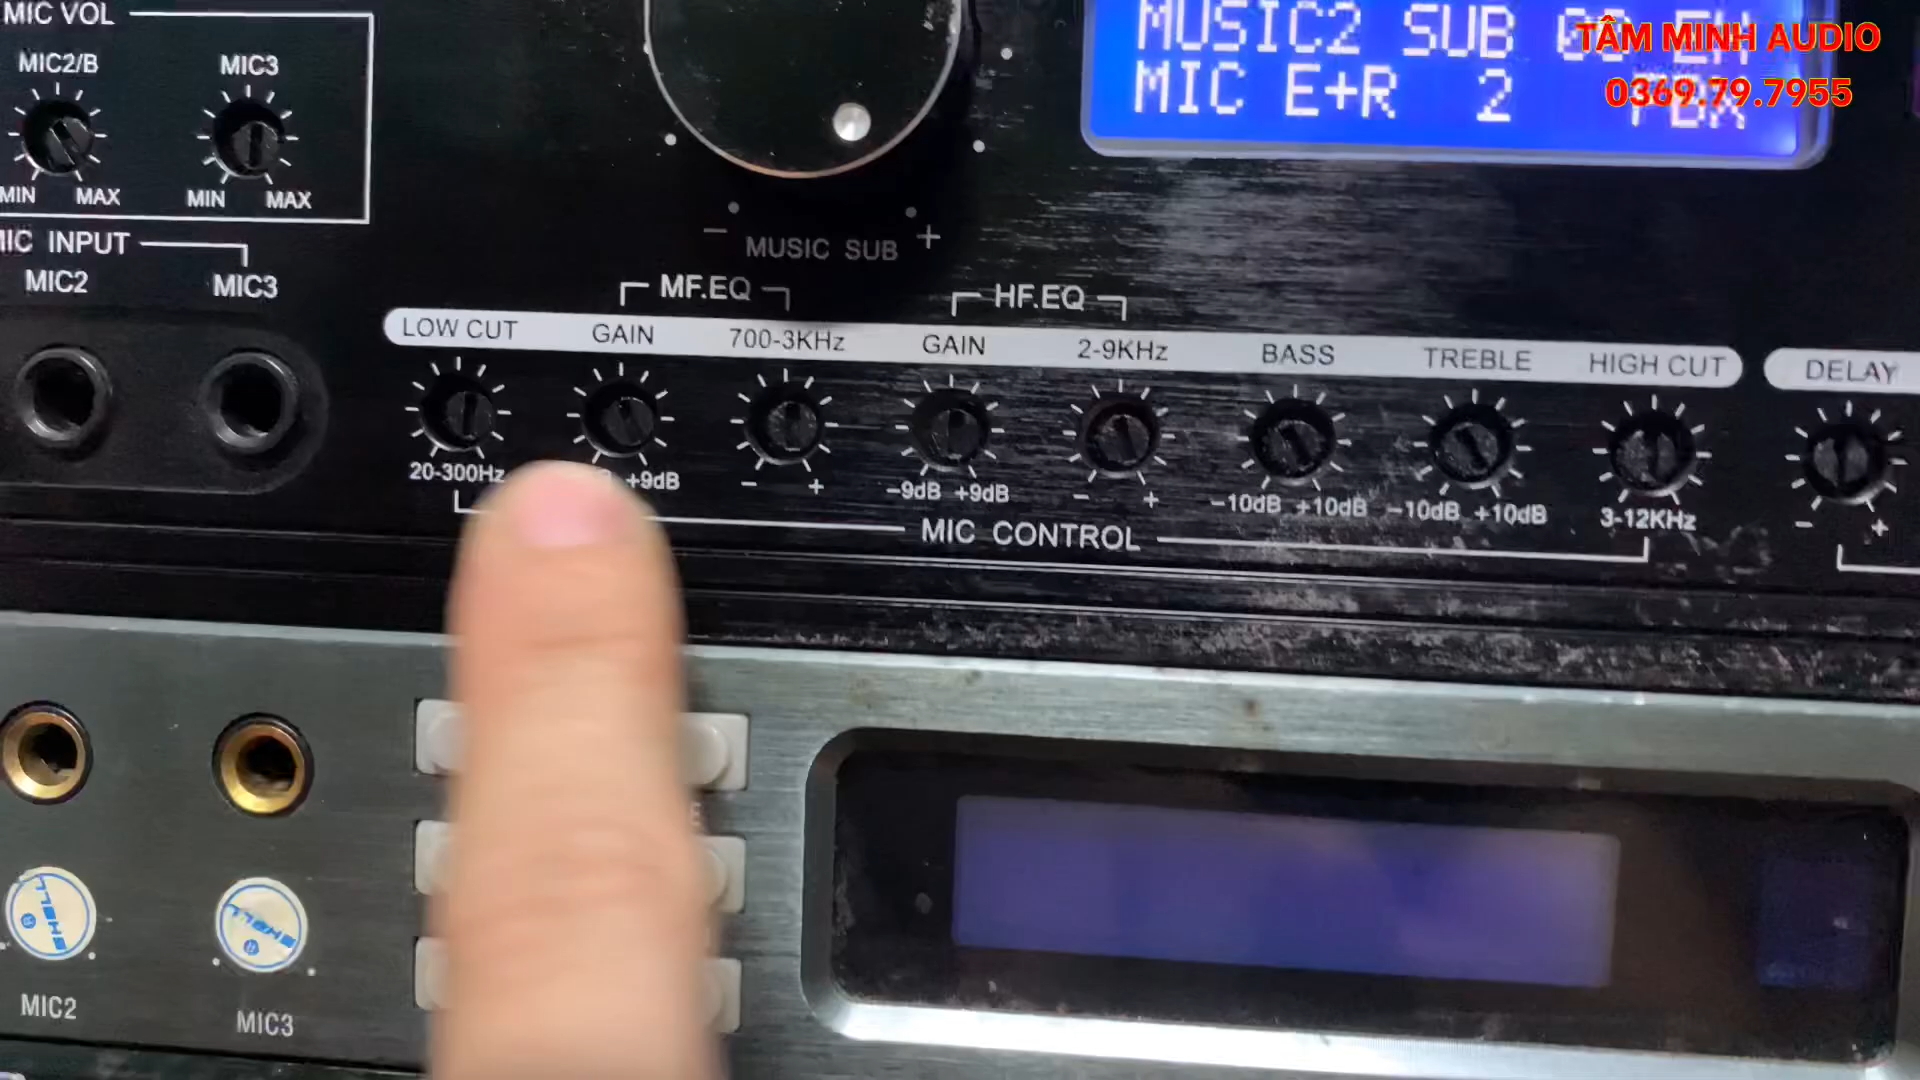 MIC VOL
MIC2/B MIC3
MIN MAX MIN MAX
MIC INPUT
MIC2 MIC3
MUSIC2 SUB
MIC E+R 2
TÂM MINH AUDIO
0369.79.7955
− MUSIC SUB +
MF.EQ HF.EQ
LOW CUT GAIN 700-3KHz GAIN 2-9KHz BASS TREBLE HIGH CUT DELAY
20-300Hz +9dB − + -9dB +9dB − + -10dB +10dB -10dB +10dB 3-12KHz − +
MIC CONTROL
SHELL SHELL
MIC2 MIC3